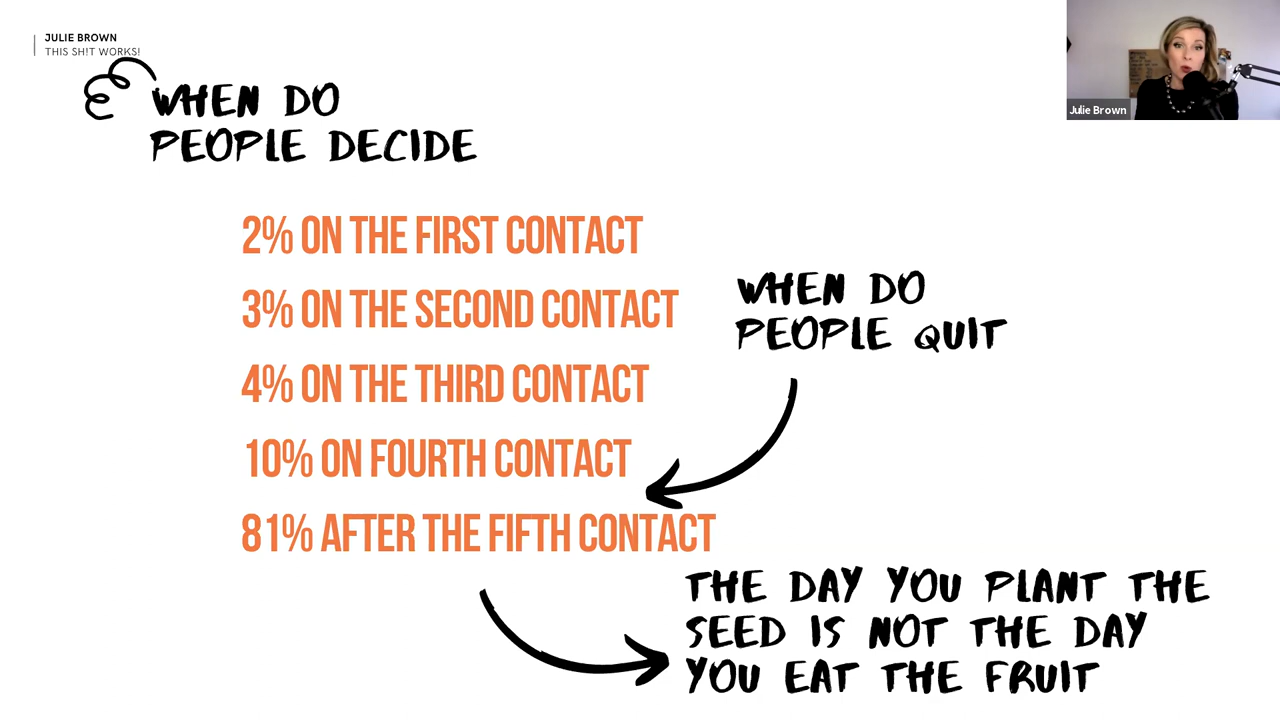 JULIE BROWN
THIS SH!T WORKS!
WHEN DO
PEOPLE DECIDE
2% ON THE FIRST CONTACT
3% ON THE SECOND CONTACT
4% ON THE THIRD CONTACT
10% ON FOURTH CONTACT
81% AFTER THE FIFTH CONTACT
WHEN DO
PEOPLE QUIT
THE DAY YOU PLANT THE
SEED IS NOT THE DAY
YOU EAT THE FRUIT
Julie Brown